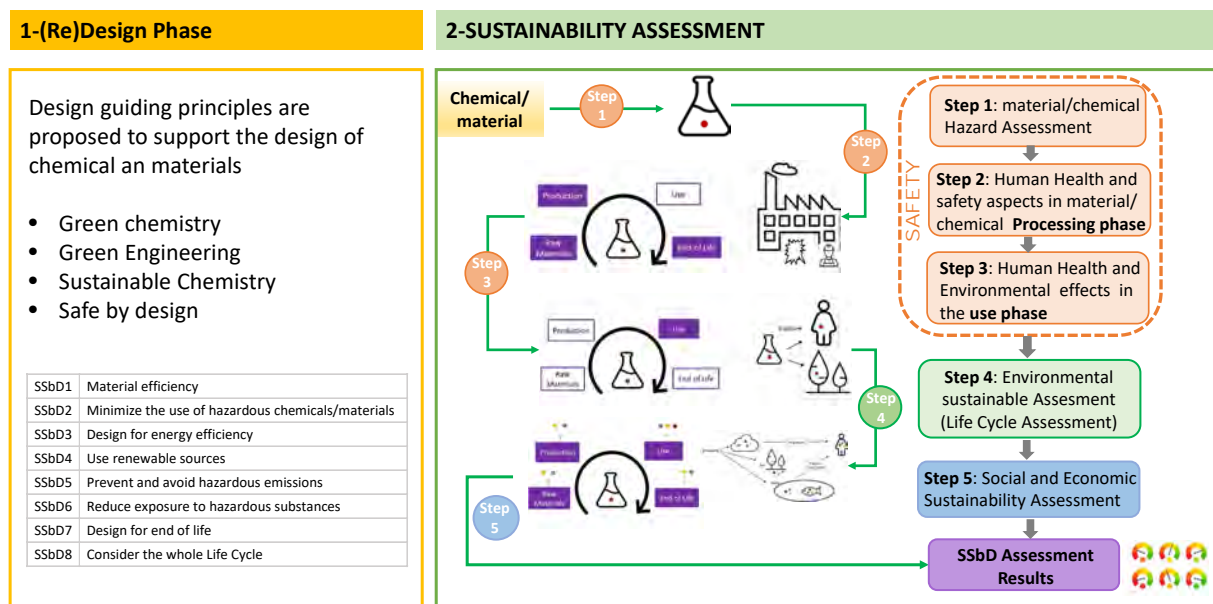 1-(Re)Design Phase
2-SUSTAINABILITY ASSESSMENT
Design guiding principles are
proposed to support the design of
chemical an materials
• Green chemistry
• Green Engineering
• Sustainable Chemistry
• Safe by design
SSbD1 Material efficiency
SSbD2 Minimize the use of hazardous chemicals/materials
SSbD3 Design for energy efficiency
SSbD4 Use renewable sources
SSbD5 Prevent and avoid hazardous emissions
SSbD6 Reduce exposure to hazardous substances
SSbD7 Design for end of life
SSbD8 Consider the whole Life Cycle
Chemical/
material
Step
1
Step
2
Production
Use
Raw
Materials
End of Life
Step
3
Production
Use
Raw
Materials
End of Life
Step
4
Production
Use
Raw
Materials
End of Life
Step
5
SAFETY
Step 1: material/chemical
Hazard Assessment
Step 2: Human Health and
safety aspects in material/
chemical Processing phase
Step 3: Human Health and
Environmental effects in
the use phase
Step 4: Environmental
sustainable Assesment
(Life Cycle Assessment)
Step 5: Social and Economic
Sustainability Assessment
SSbD Assessment
Results